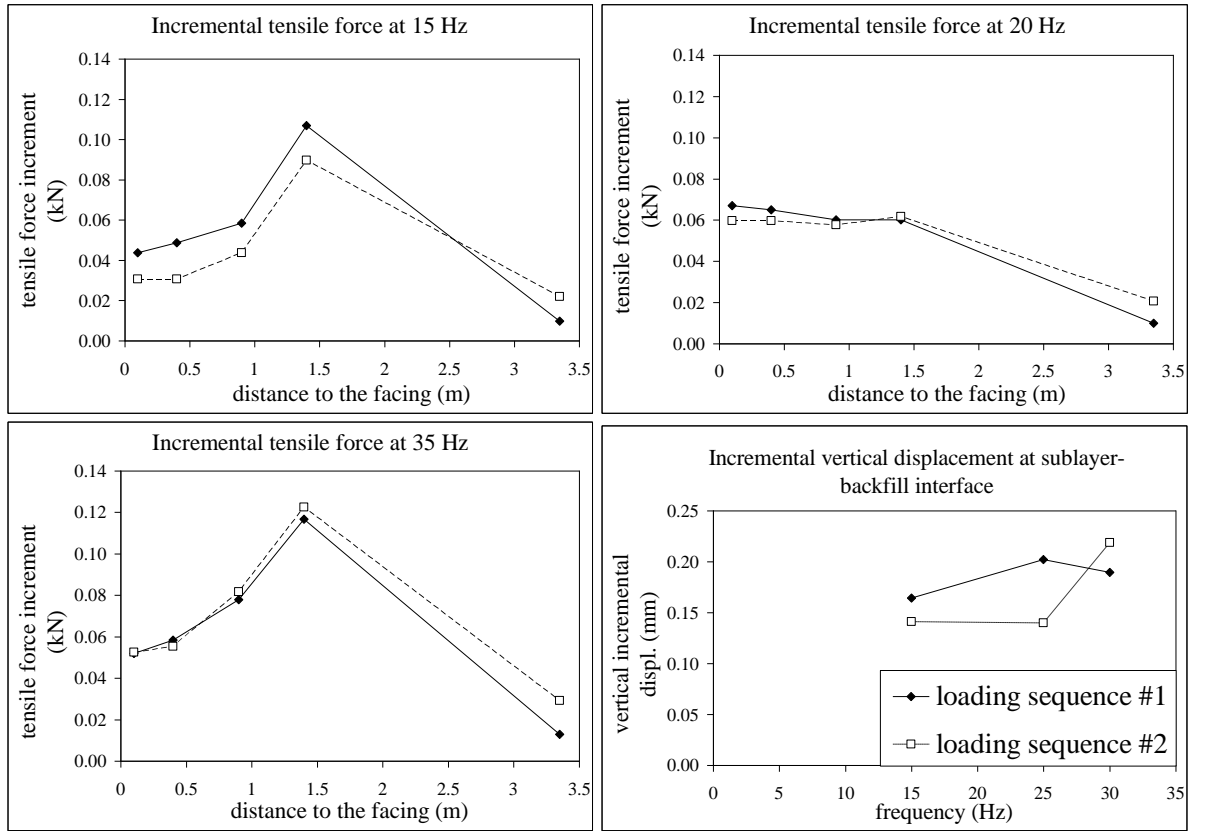 Incremental tensile force at 15 Hz
tensile force increment
(kN)
0.14
0.12
0.10
0.08
0.06
0.04
0.02
0.00
0 0.5 1 1.5 2 2.5 3 3.5
distance to the facing (m)
Incremental tensile force at 20 Hz
tensile force increment
(kN)
0.14
0.12
0.10
0.08
0.06
0.04
0.02
0.00
0 0.5 1 1.5 2 2.5 3 3.5
distance to the facing (m)
Incremental tensile force at 35 Hz
tensile force increment
(kN)
0.14
0.12
0.10
0.08
0.06
0.04
0.02
0.00
0 0.5 1 1.5 2 2.5 3 3.5
distance to the facing (m)
Incremental vertical displacement at sublayer-
backfill interface
vertical incremental
displ. (mm)
0.25
0.20
0.15
0.10
0.05
0.00
0 5 10 15 20 25 30 35
frequency (Hz)
loading sequence #1
loading sequence #2